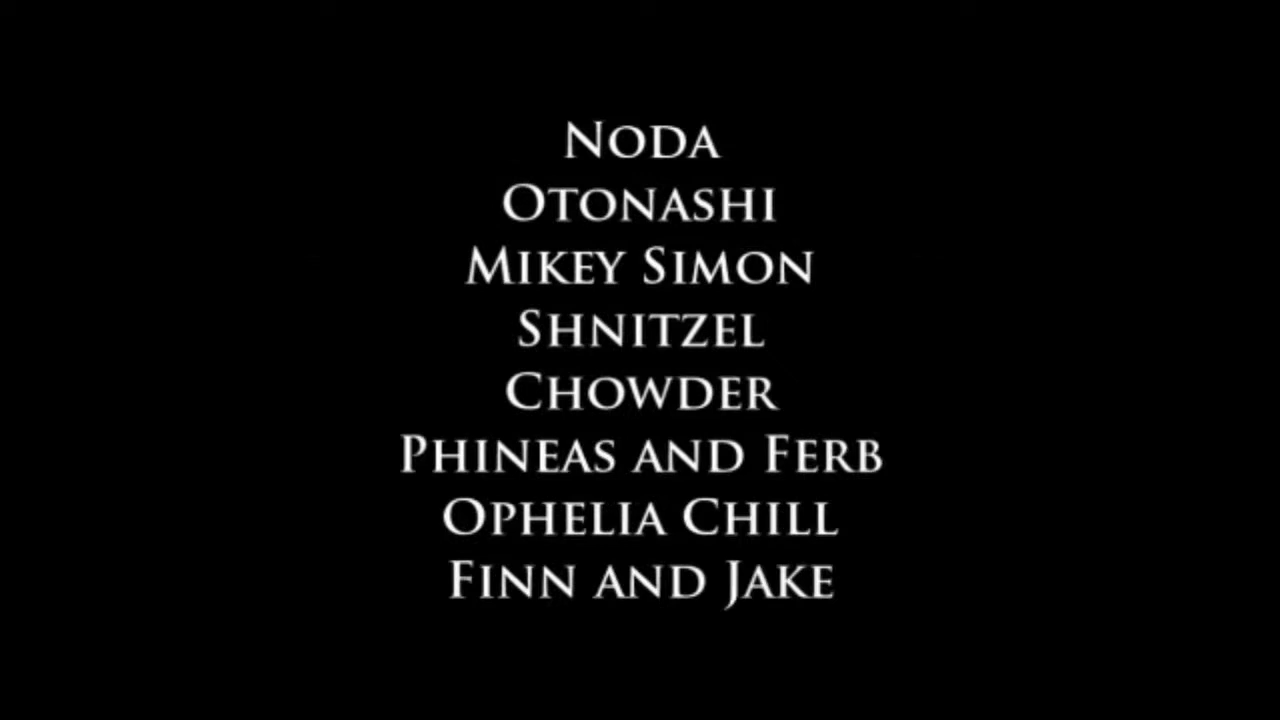 Noda
Otonashi
Mikey Simon
Shnitzel
Chowder
Phineas and Ferb
Ophelia Chill
Finn and Jake